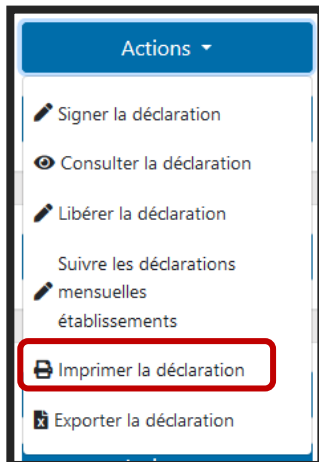 Actions
Signer la déclaration
Consulter la déclaration
Libérer la déclaration
Suivre les déclarations
mensuelles
établissements
Imprimer la déclaration
Exporter la déclaration